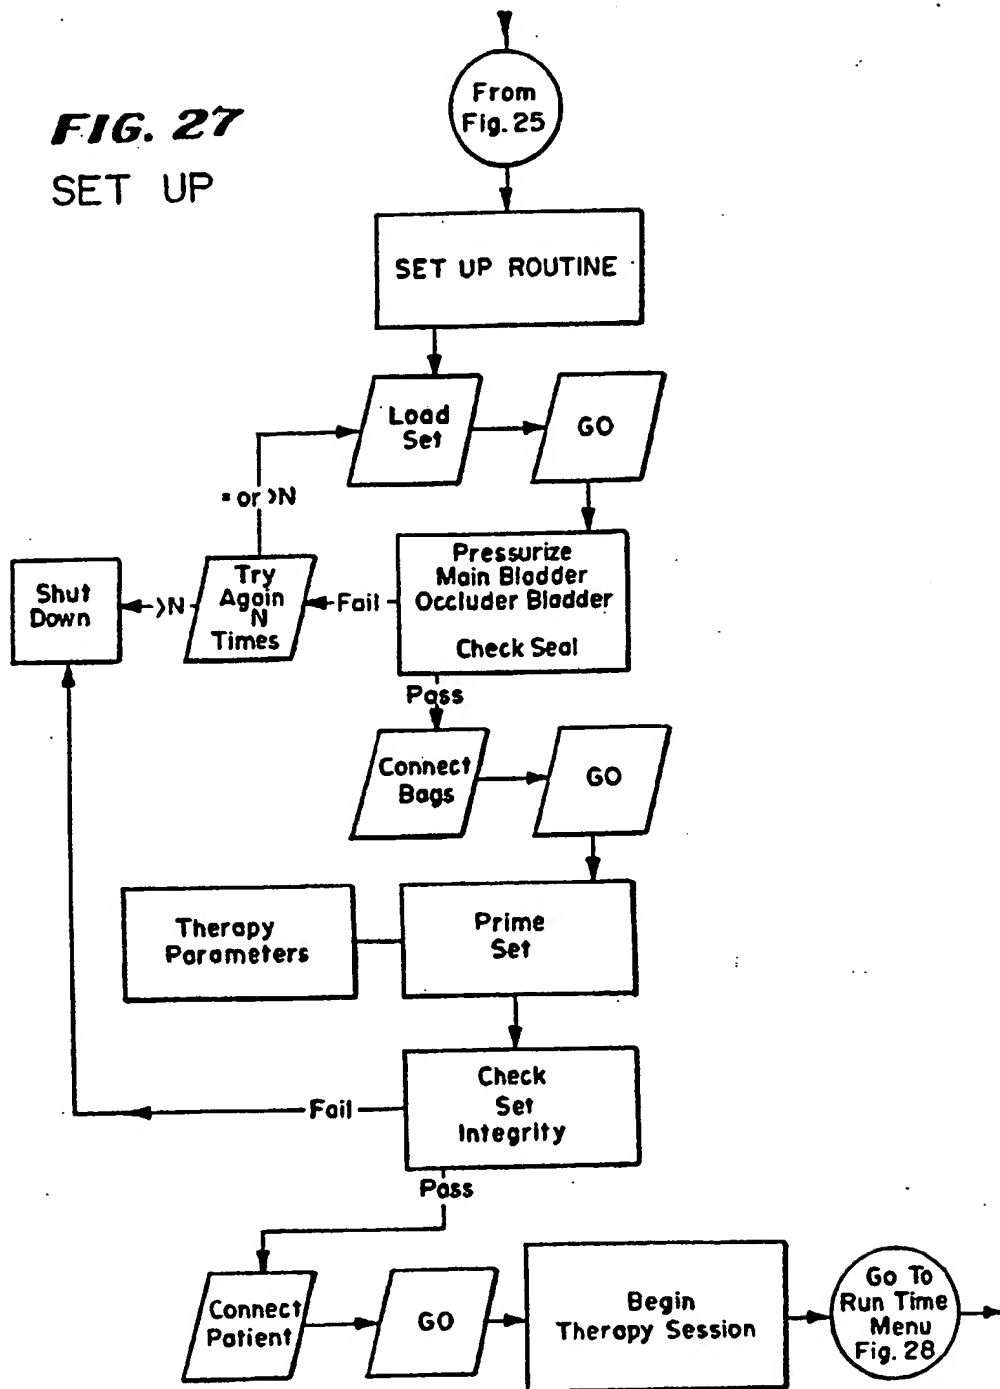 From
Fig. 25
FIG. 27
SET UP
SET UP ROUTINE
Load
Set
GO
= or >N
Shut
Down
>N
Try
Again
N
Times
Fail
Pressurize
Main Bladder
Occluder Bladder
Check Seal
Pass
Connect
Bags
GO
Therapy
Parameters
Prime
Set
Check
Set
Integrity
Fail
Pass
Connect
Patient
GO
Begin
Therapy Session
Go To
Run Time
Menu
Fig. 28